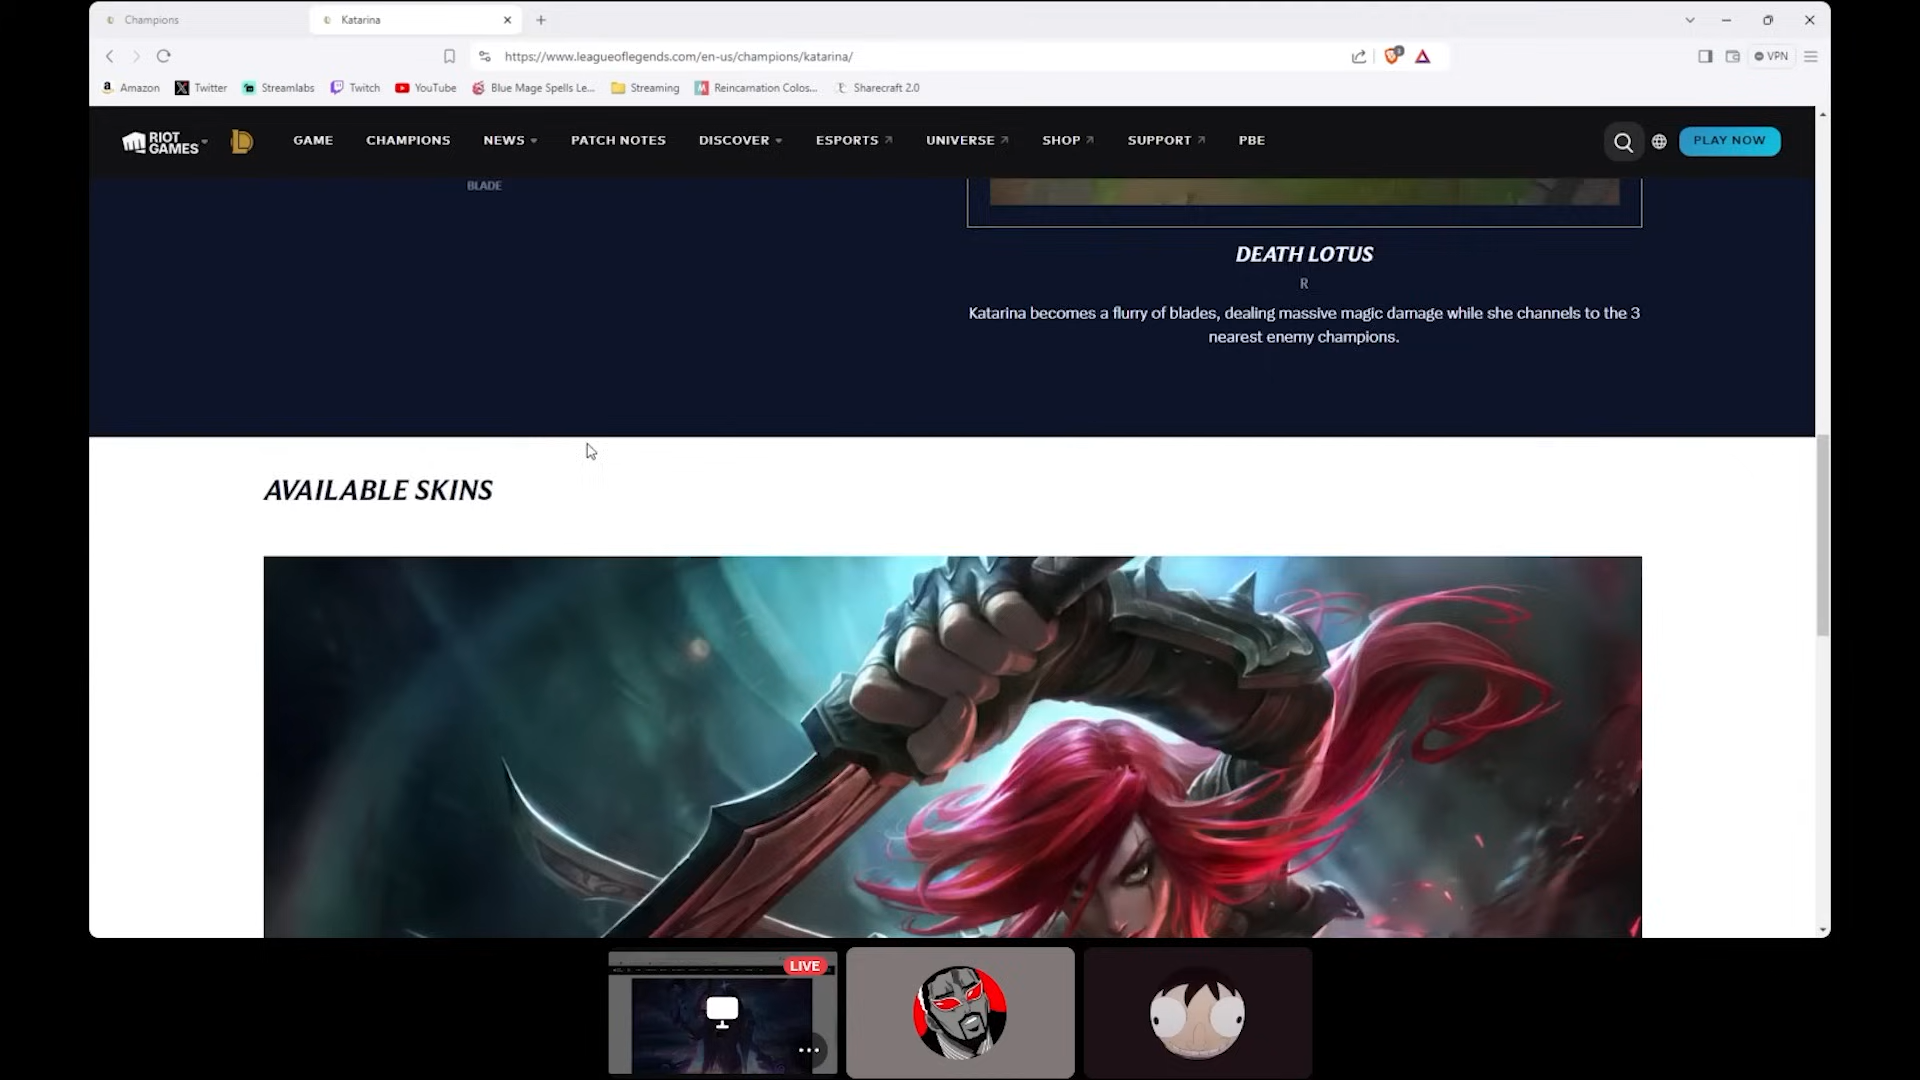 Champions
Katarina
https://www.leagueoflegends.com/en-us/champions/katarina/
VPN
Amazon
Twitter
Streamlabs
Twitch
YouTube
Blue Mage Spells Le...
Streaming
Reincarnation Colos...
Sharecraft 2.0
RIOT
GAMES
GAME
CHAMPIONS
NEWS
PATCH NOTES
DISCOVER
ESPORTS
UNIVERSE
SHOP
SUPPORT
PBE
PLAY NOW
BLADE
DEATH LOTUS
R
Katarina becomes a flurry of blades, dealing massive magic damage while she channels to the 3
nearest enemy champions.
AVAILABLE SKINS
LIVE